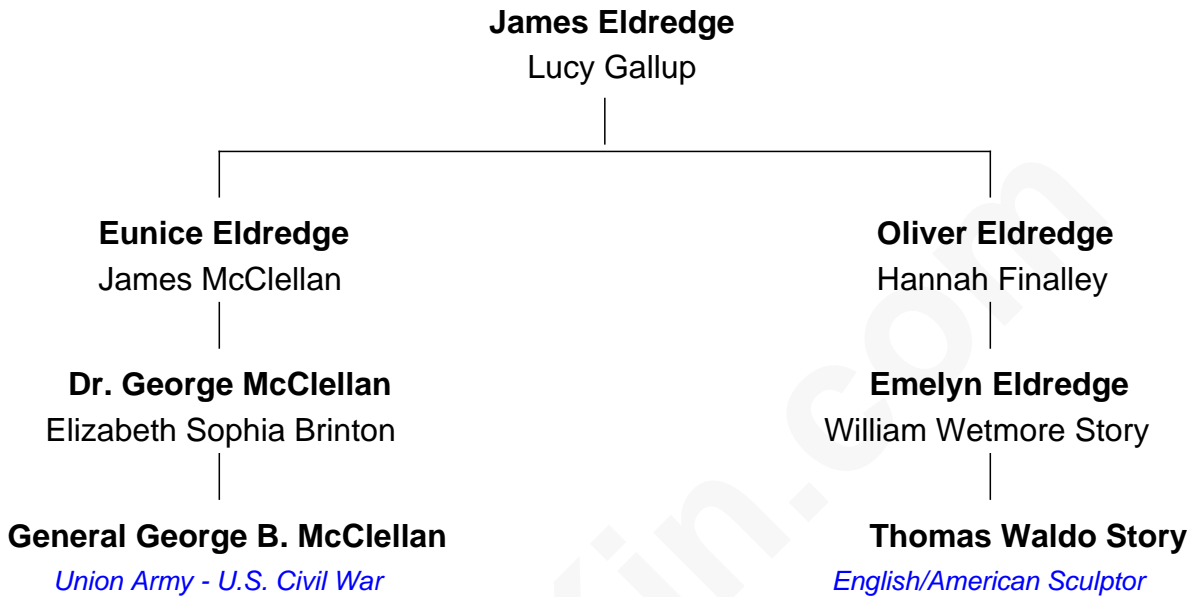 James Eldredge
Lucy Gallup
Eunice Eldredge
James McClellan
Oliver Eldredge
Hannah Finalley
Dr. George McClellan
Elizabeth Sophia Brinton
Emelyn Eldredge
William Wetmore Story
General George B. McClellan
Union Army - U.S. Civil War
Thomas Waldo Story
English/American Sculptor